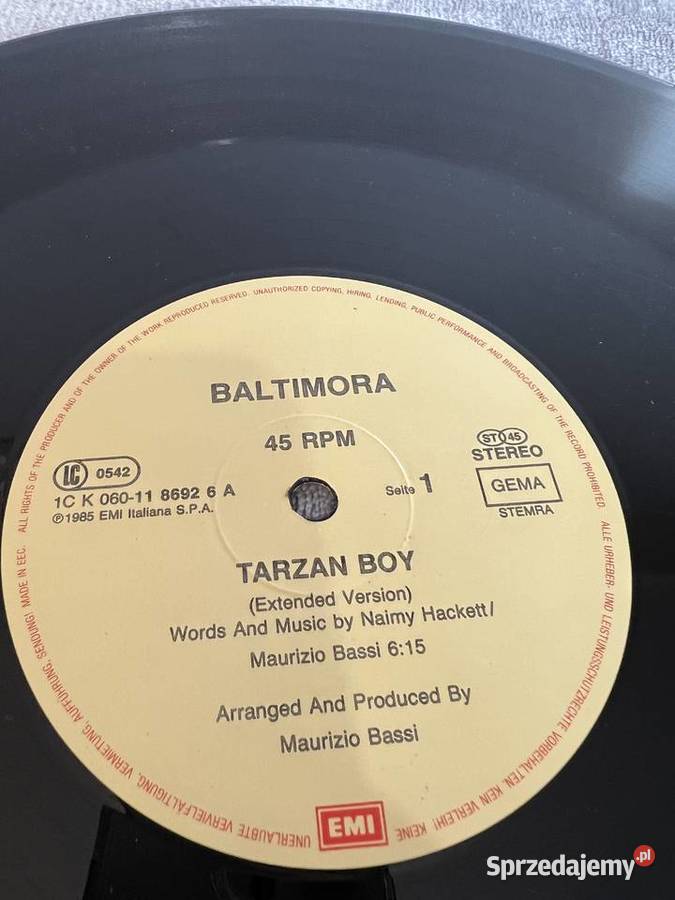 BALTIMORA
45 RPM
LC 0542
1C K 060-11 8692 6 A
℗1985 EMI Italiana S.P.A.
Seite 1
ST 45
STEREO
GEMA
STEMRA
TARZAN BOY
(Extended Version)
Words And Music by Naimy Hackett/
Maurizio Bassi 6:15
Arranged And Produced By
Maurizio Bassi
EMI
MADE IN EEC. ALL RIGHTS OF THE PRODUCER AND OF THE OWNER OF THE WORK REPRODUCED RESERVED. UNAUTHORIZED COPYING, HIRING, LENDING, PUBLIC PERFORMANCE AND BROADCASTING OF THE RECORD PROHIBITED. ALLE URHEBER- UND LEISTUNGSSCHUTZRECHTE VORBEHALTEN. KEIN VERLEIH! KEINE UNERLAUBTE VERVIELFÄLTIGUNG, VERMIETUNG, AUFFÜHRUNG, SENDUNG!
Sprzedajemy.pl